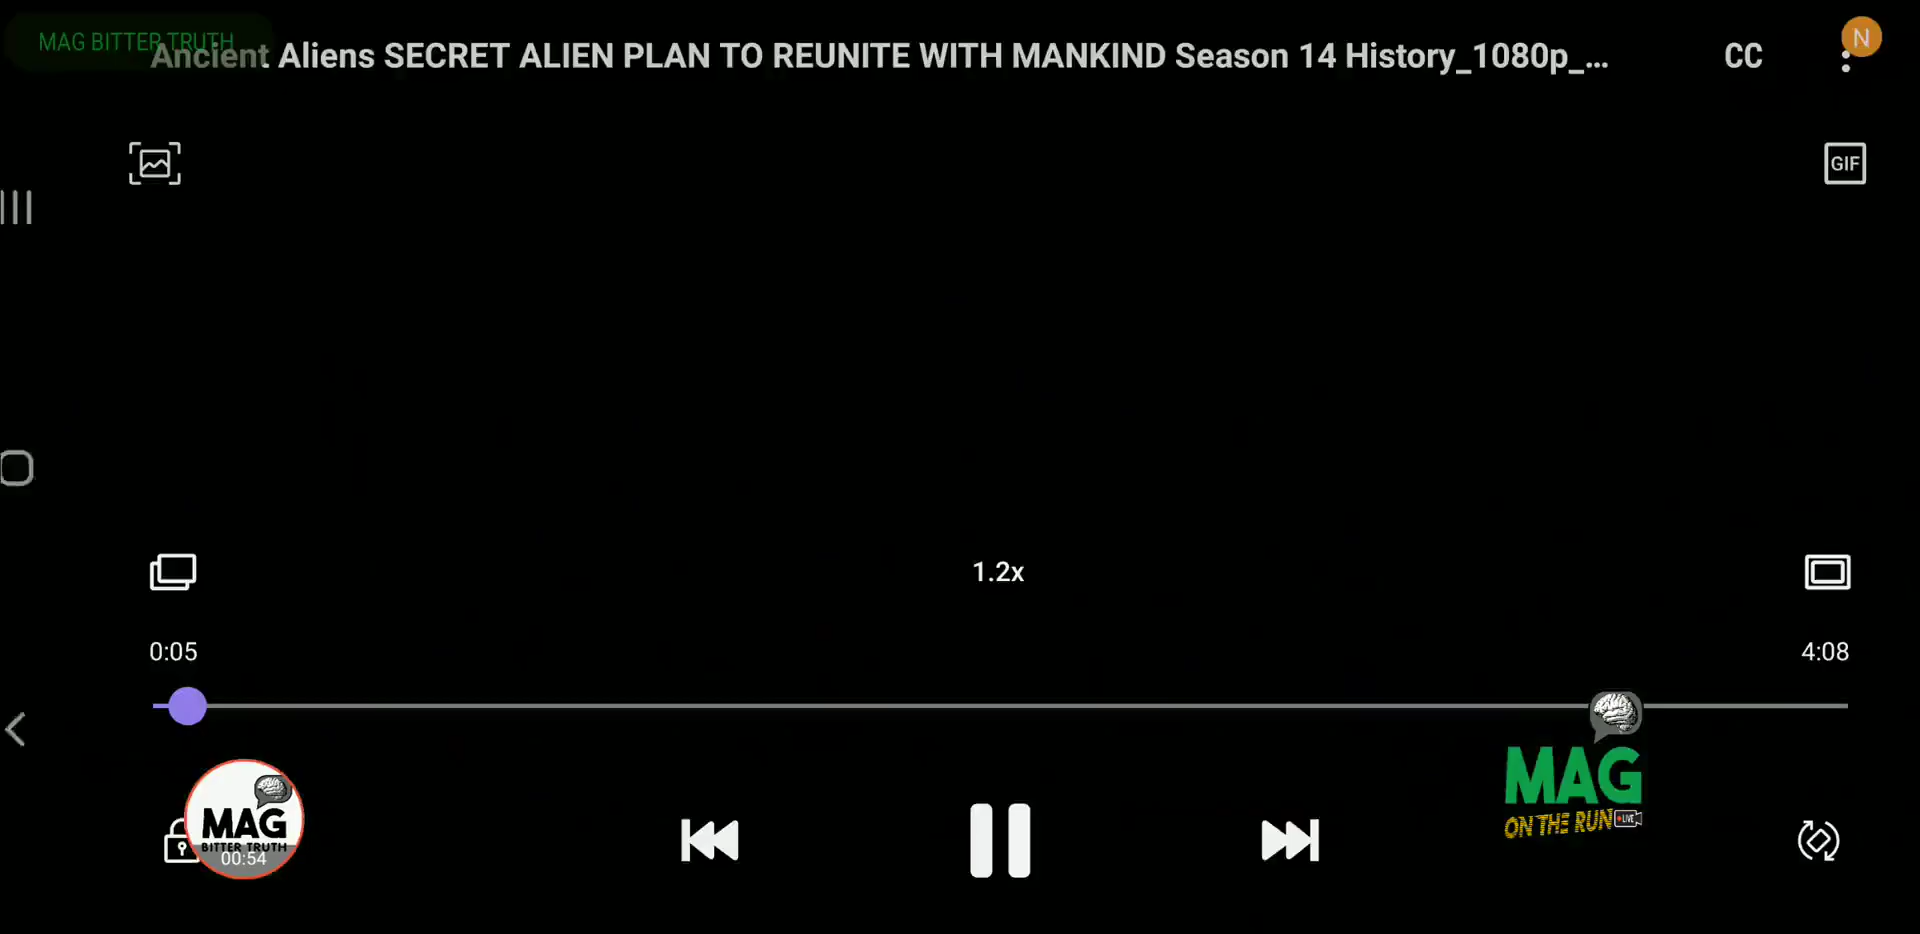 MAG BITTER TRUTH
Ancient Aliens SECRET ALIEN PLAN TO REUNITE WITH MANKIND Season 14 History_1080p_...
CC
N
GIF
1.2x
0:05
4:08
MAG
BITTER TRUTH
00:54
MAG
ON THE RUN LIVE